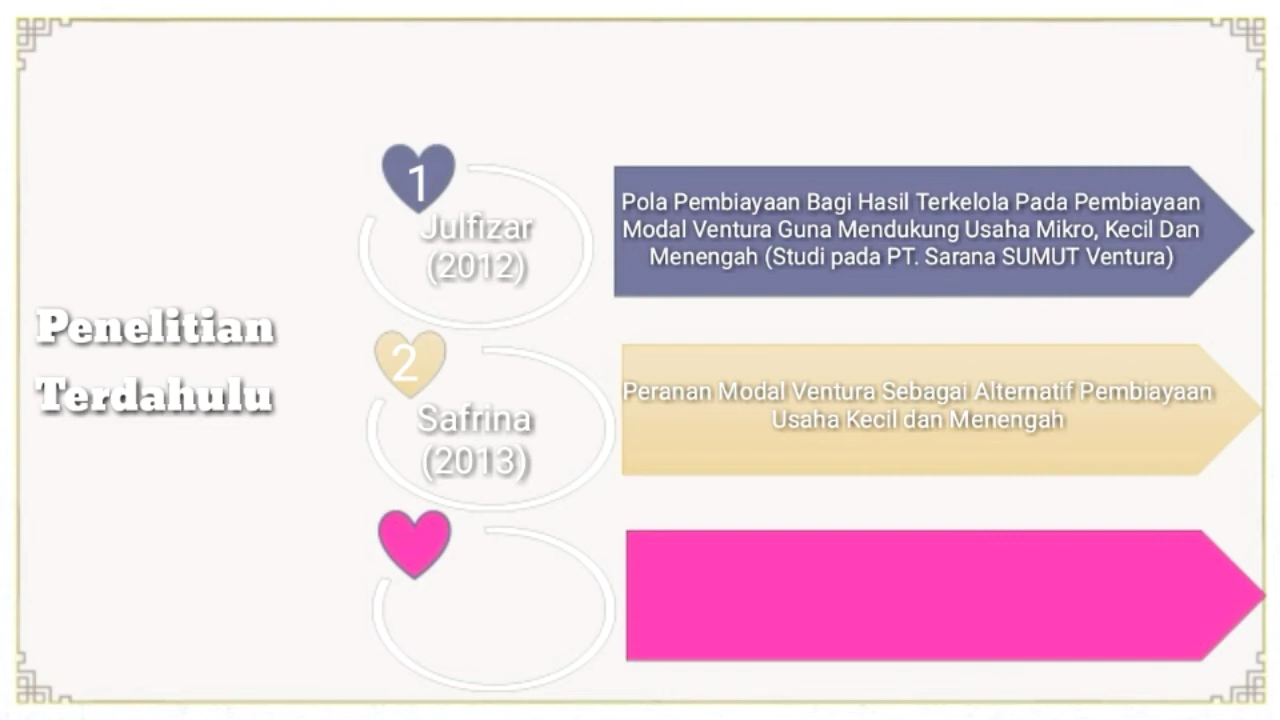 Penelitian
Terdahulu
1
Julfizar
(2012)
Pola Pembiayaan Bagi Hasil Terkelola Pada Pembiayaan
Modal Ventura Guna Mendukung Usaha Mikro, Kecil Dan
Menengah (Studi pada PT. Sarana SUMUT Ventura)
2
Safrina
(2013)
Peranan Modal Ventura Sebagai Alternatif Pembiayaan
Usaha Kecil dan Menengah